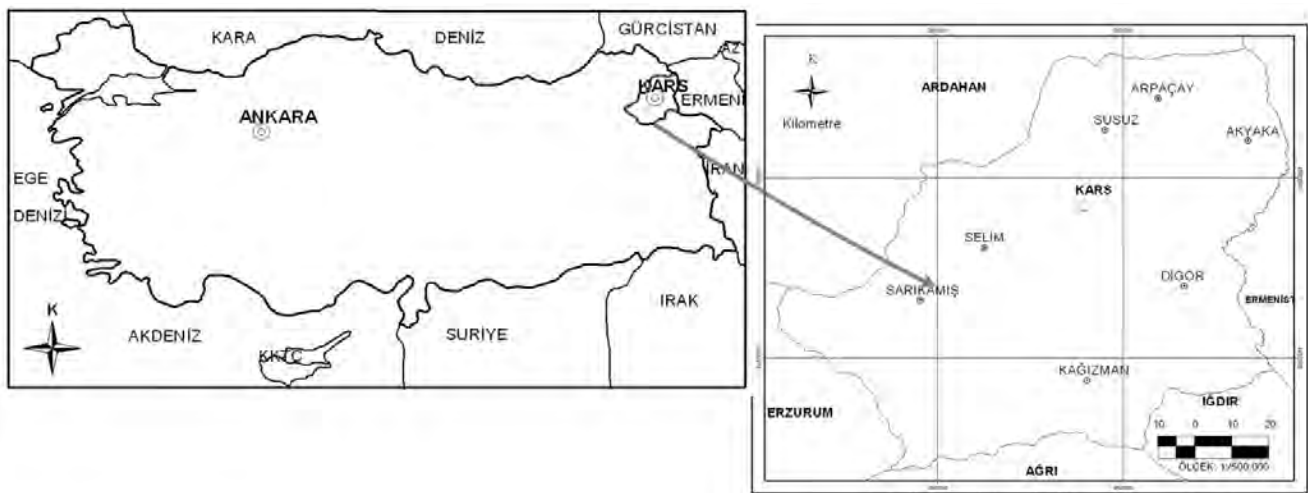 KARA DENİZ
GÜRCİSTAN
AZ
KARS
ERMENİ
ANKARA
İRAN
EGE
DENİZİ
K
AKDENİZ
KKTC
SURİYE
IRAK
K
Kilometre
ARDAHAN
ARPAÇAY
SUSUZ
AKYAKA
KARS
SELİM
SARIKAMIŞ
DİGOR
ERMENİST
KAĞIZMAN
ERZURUM
IĞDIR
AĞRI
10 0 10 20
ÖLÇEK: 1/500,000